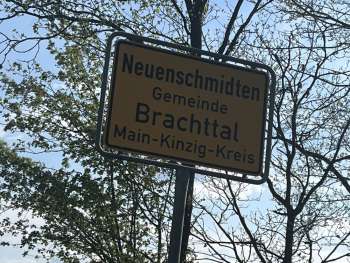 Neuenschmidten
Gemeinde
Brachttal
Main-Kinzig-Kreis